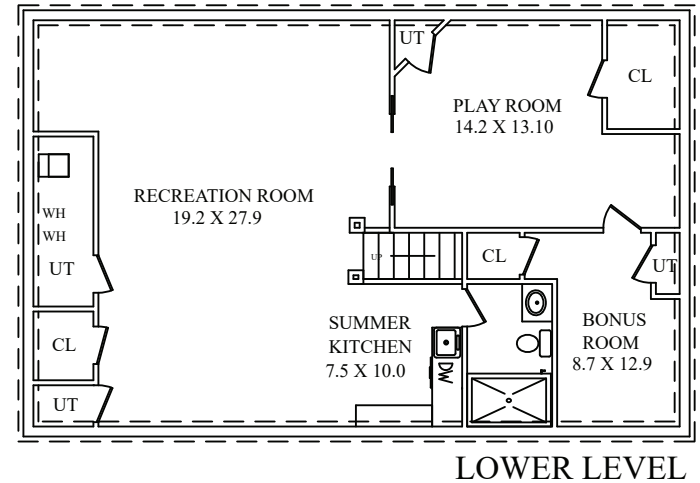 UT
CL
PLAY ROOM
14.2 X 13.10
RECREATION ROOM
19.2 X 27.9
WH
WH
UT
UP
CL
UT
CL
SUMMER
KITCHEN
7.5 X 10.0
DW
BONUS
ROOM
8.7 X 12.9
UT
LOWER LEVEL